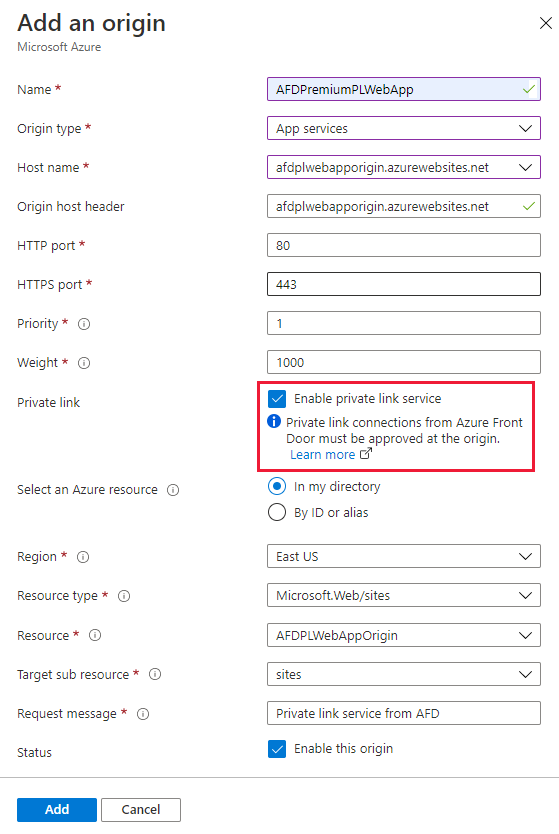 Add an origin
Microsoft Azure
Name *
AFDPremiumPLWebApp
Origin type *
App services
Host name *
afdplwebapporigin.azurewebsites.net
Origin host header
afdplwebapporigin.azurewebsites.net
HTTP port *
80
HTTPS port *
443
Priority *
1
Weight *
1000
Private link
Enable private link service
Private link connections from Azure Front
Door must be approved at the origin.
Learn more
Select an Azure resource
In my directory
By ID or alias
Region *
East US
Resource type *
Microsoft.Web/sites
Resource *
AFDPLWebAppOrigin
Target sub resource *
sites
Request message *
Private link service from AFD
Status
Enable this origin
Add
Cancel